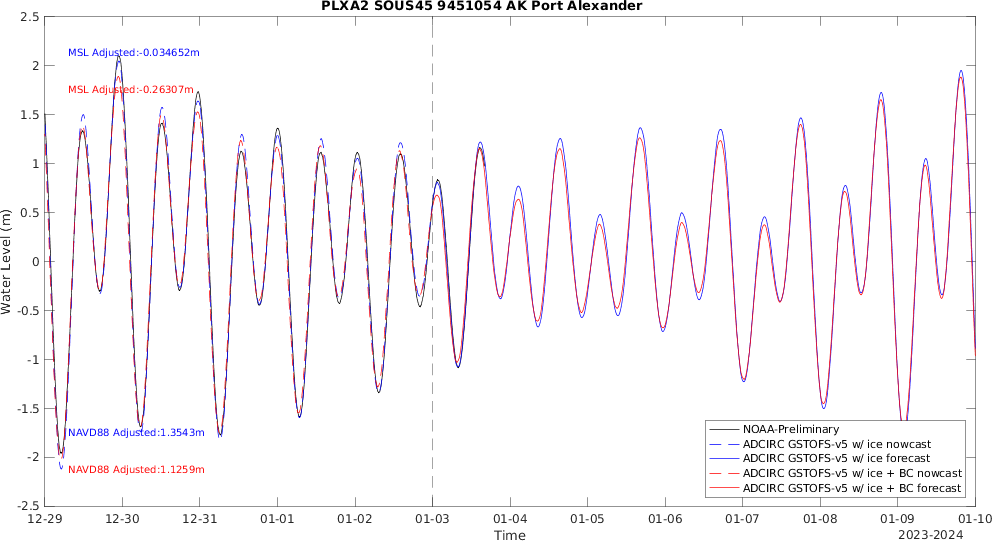 PLXA2 SOUS45 9451054 AK Port Alexander
2.5
2
1.5
1
0.5
0
-0.5
-1
-1.5
-2
-2.5
Water Level (m)
MSL Adjusted:-0.034652m
MSL Adjusted:-0.26307m
NAVD88 Adjusted:1.3543m
NAVD88 Adjusted:1.1259m
NOAA-Preliminary
ADCIRC GSTOFS-v5 w/ ice nowcast
ADCIRC GSTOFS-v5 w/ ice forecast
ADCIRC GSTOFS-v5 w/ ice + BC nowcast
ADCIRC GSTOFS-v5 w/ ice + BC forecast
12-29 12-30 12-31 01-01 01-02 01-03 01-04 01-05 01-06 01-07 01-08 01-09 01-10
Time
2023-2024